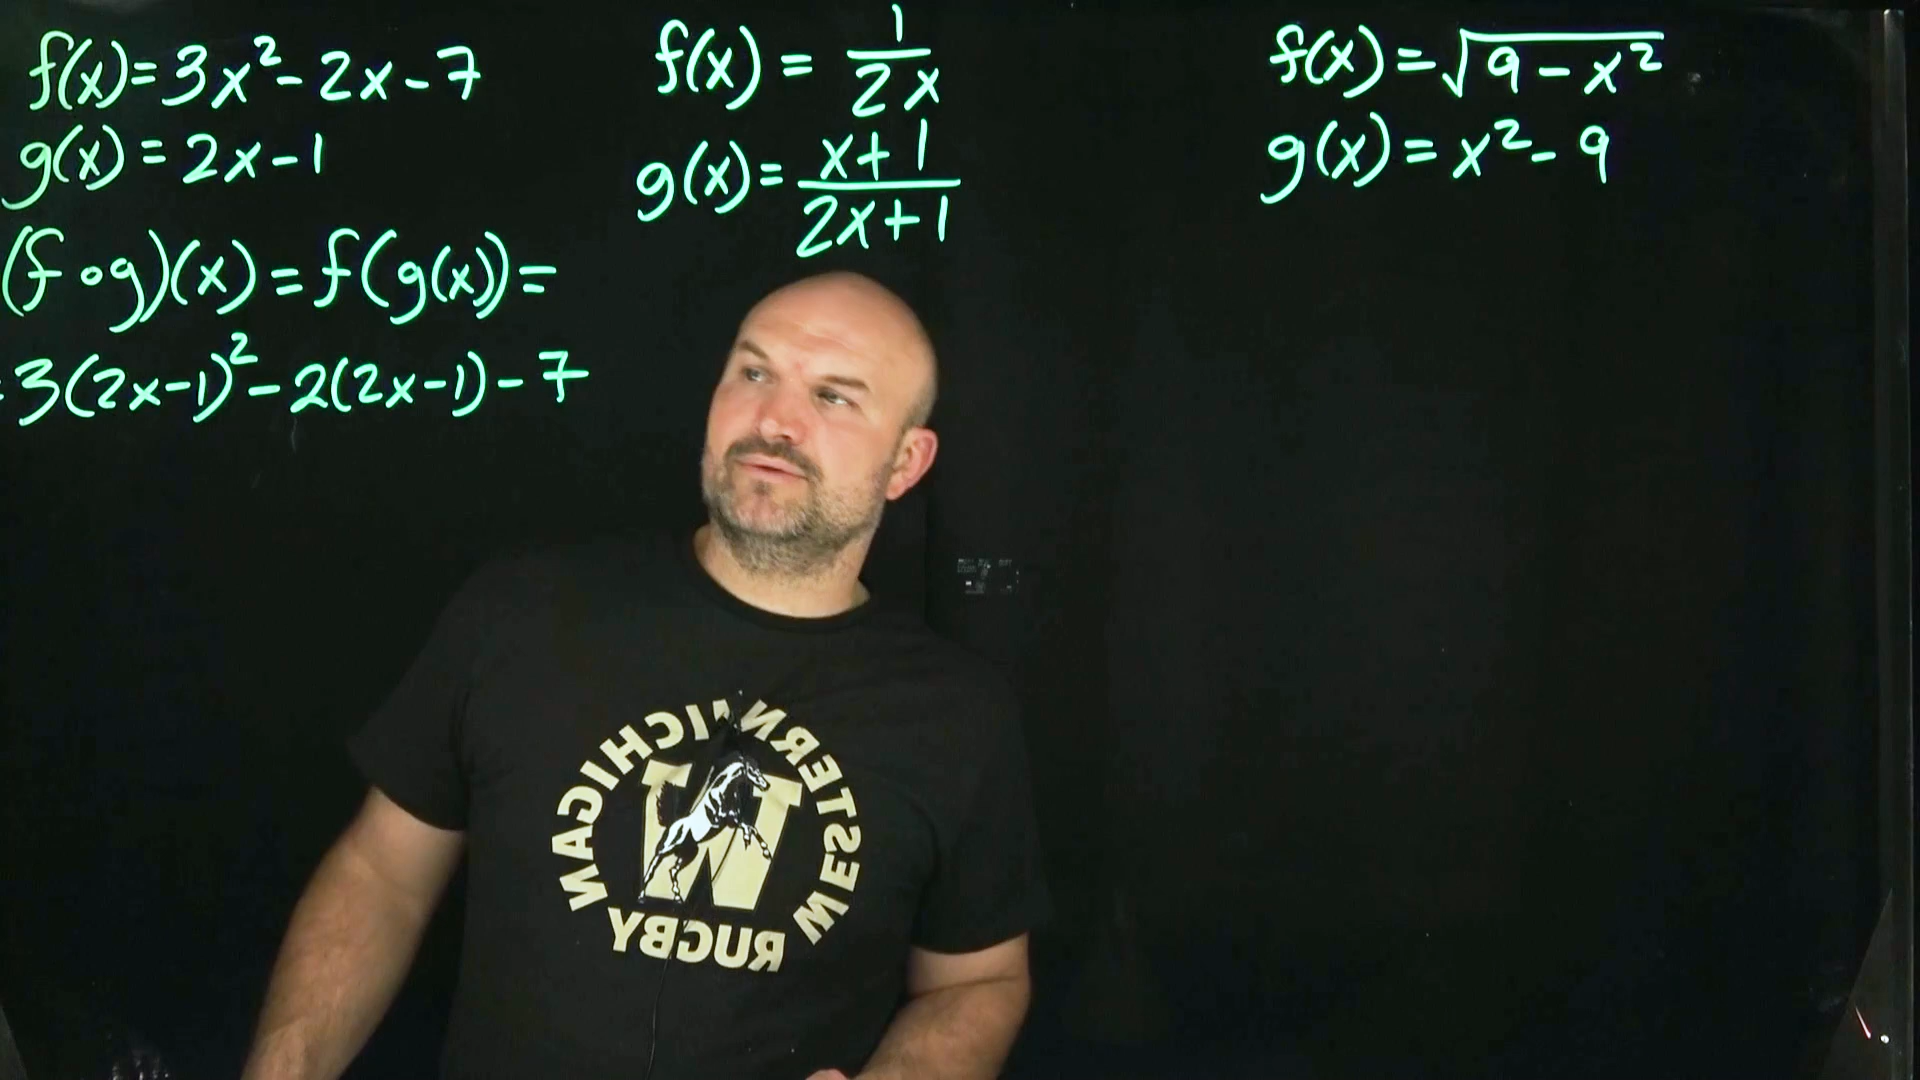 f(x)=3x²-2x-7
g(x)=2x-1
(f∘g)(x)=f(g(x))=
=3(2x-1)²-2(2x-1)-7
f(x)=1/2x
g(x)=x+1/2x+1
f(x)=√9-x²
g(x)=x²-9
WESTERN MICHIGAN
W
RUGBY